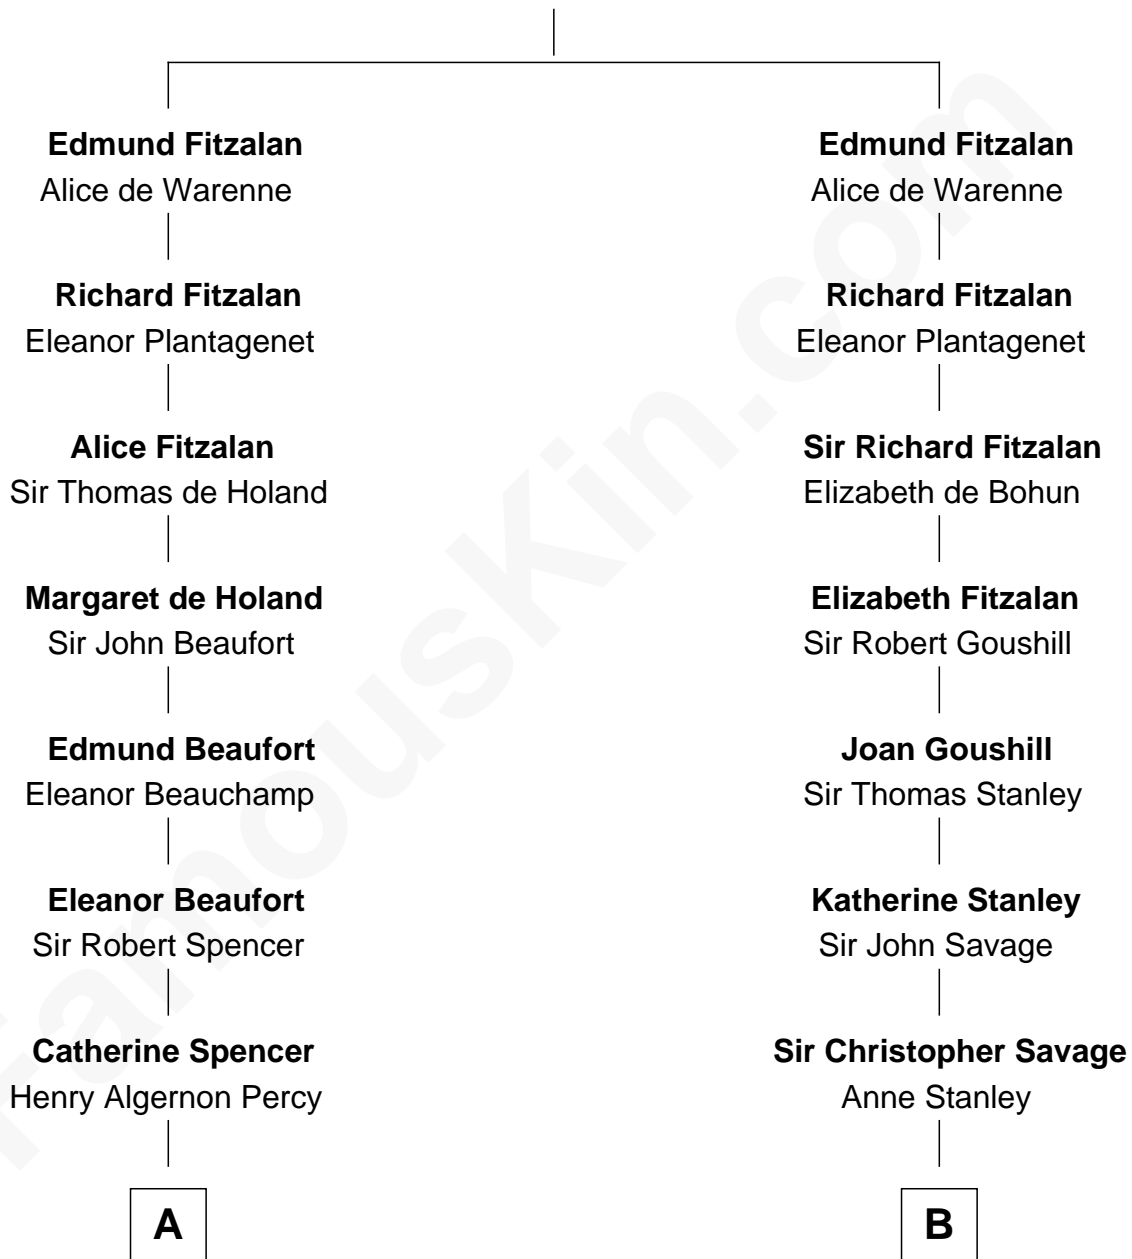 Edmund Fitzalan
Alice de Warenne
Richard Fitzalan
Eleanor Plantagenet
Alice Fitzalan
Sir Thomas de Holand
Margaret de Holand
Sir John Beaufort
Edmund Beaufort
Eleanor Beauchamp
Eleanor Beaufort
Sir Robert Spencer
Catherine Spencer
Henry Algernon Percy
A
Edmund Fitzalan
Alice de Warenne
Richard Fitzalan
Eleanor Plantagenet
Sir Richard Fitzalan
Elizabeth de Bohun
Elizabeth Fitzalan
Sir Robert Goushill
Joan Goushill
Sir Thomas Stanley
Katherine Stanley
Sir John Savage
Sir Christopher Savage
Anne Stanley
B
FamousKin.com